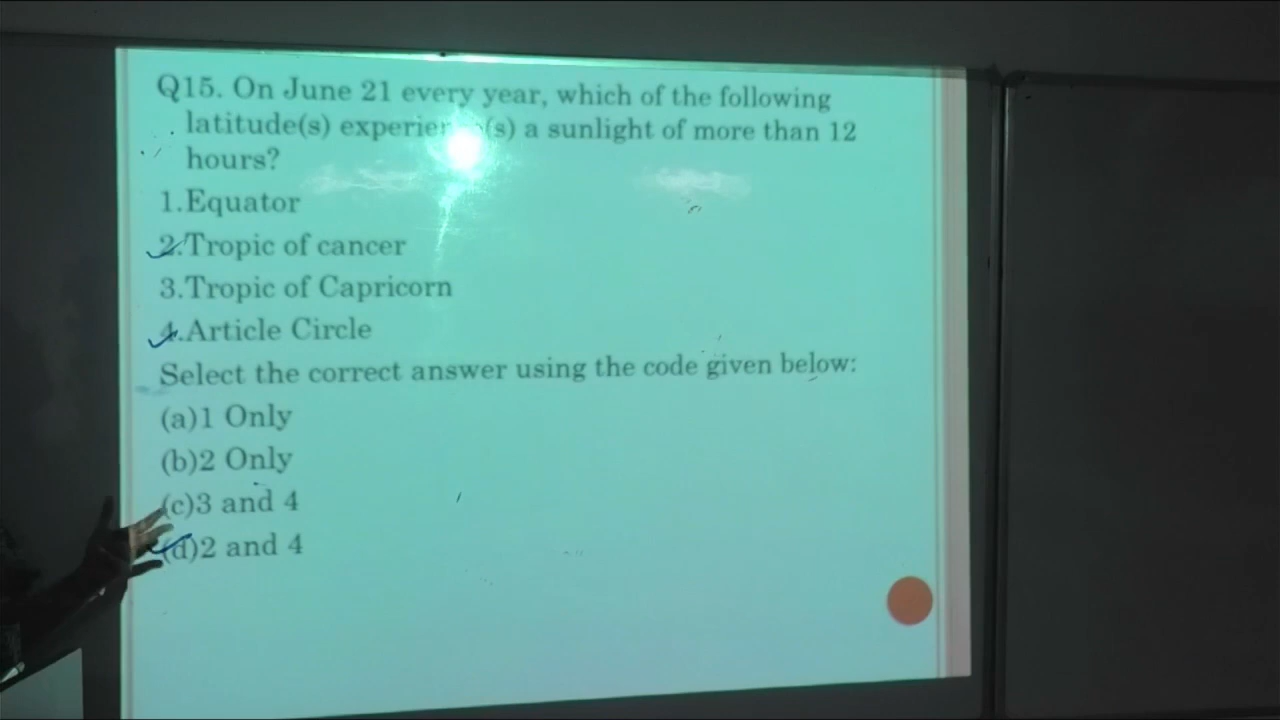 Q15. On June 21 every year, which of the following
latitude(s) (s) a sunlight of more than 12
hours?
1.Equator
2.Tropic of cancer
3.Tropic of Capricorn
4.Article Circle
Select the correct answer using the code given below:
(a)1 Only
(b)2 Only
(c)3 and 4
(d)2 and 4